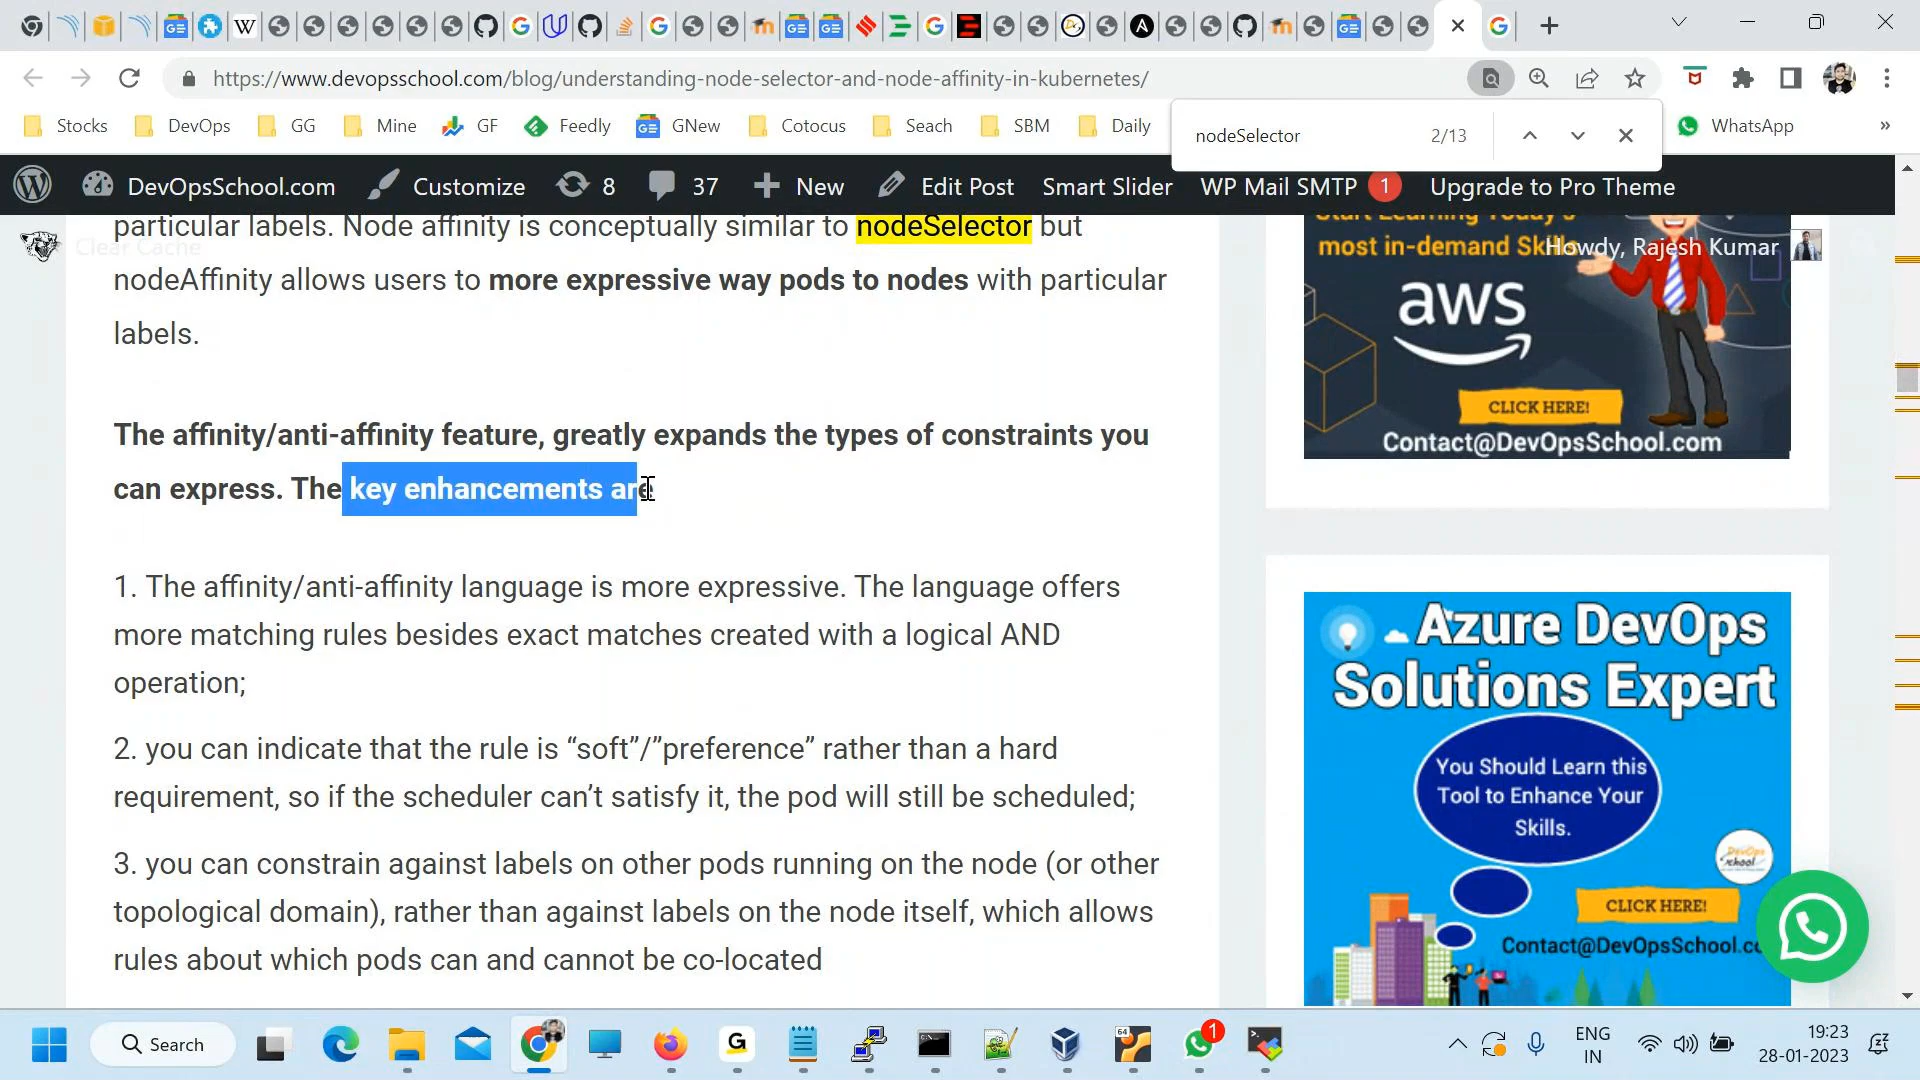 https://www.devopsschool.com/blog/understanding-node-selector-and-node-affinity-in-kubernetes/
Stocks DevOps GG Mine GF Feedly GNew Cotocus Seach SBM Daily WhatsApp »
nodeSelector 2/13
DevOpsSchool.com Customize 8 37 New Edit Post Smart Slider WP Mail SMTP 1 Upgrade to Pro Theme
Clear Cache
Howdy, Rajesh Kumar
particular labels. Node affinity is conceptually similar to nodeSelector but
nodeAffinity allows users to more expressive way pods to nodes with particular
labels.
The affinity/anti-affinity feature, greatly expands the types of constraints you
can express. The key enhancements are
1. The affinity/anti-affinity language is more expressive. The language offers
more matching rules besides exact matches created with a logical AND
operation;
2. you can indicate that the rule is “soft”/”preference” rather than a hard
requirement, so if the scheduler can’t satisfy it, the pod will still be scheduled;
3. you can constrain against labels on other pods running on the node (or other
topological domain), rather than against labels on the node itself, which allows
rules about which pods can and cannot be co-located
Start Learning Today's
most in-demand Skills
aws
CLICK HERE!
Contact@DevOpsSchool.com
Azure DevOps
Solutions Expert
You Should Learn this
Tool to Enhance Your
Skills.
DevOps
School
CLICK HERE!
Contact@DevOpsSchool.co
Search
64
1
ENG
IN
19:23
28-01-2023